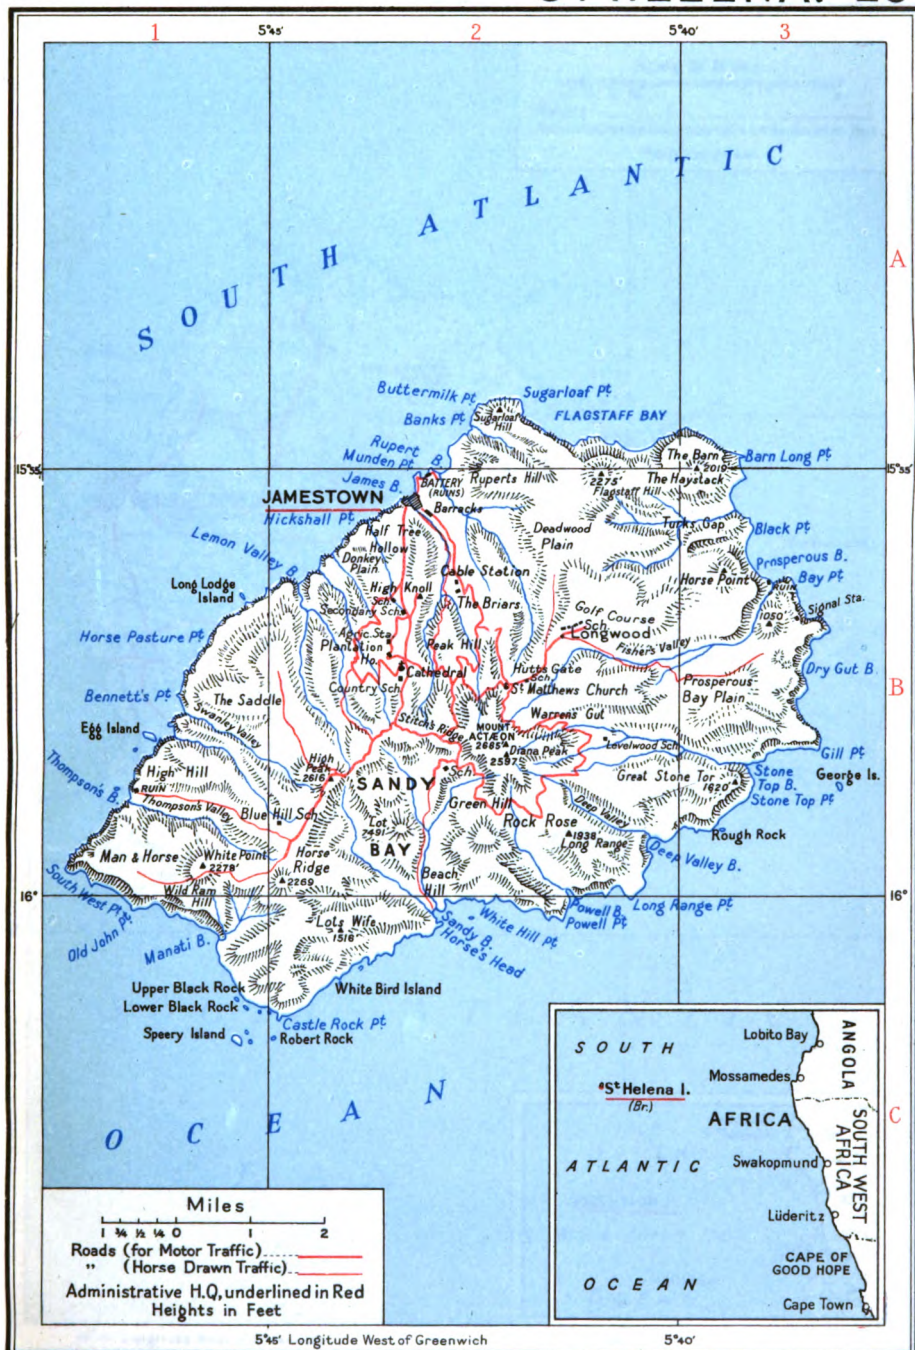 1
5°45'
2
5°40'
3
SOUTH ATLANTIC
A
Buttermilk Pt.
Sugarloaf Pt.
Banks Pt.
Sugarloaf Hill
FLAGSTAFF BAY
Rupert B.
Munden Pt.
The Barn
2019
Barn Long Pt.
15°55'
15°55'
James B.
BATTERY
(RUINS)
Ruperts Hill
2275'
Flagstaff Hill
The Haystack
JAMESTOWN
Barracks
Hickshall Pt.
Half Tree
Hollow
Deadwood
Plain
Turks Gap
Black Pt.
Lemon Valley B.
Donkey
Plain
Cable Station
Prosperous B.
Horse Point
RUIN
Bay Pt.
Long Lodge
Island
High Knoll
Sch.
Secondary Sch.
The Briars
Golf Course
Sch.
Longwood
1050'
Signal Sta.
Horse Pasture Pt.
Agric. Sta.
Plantation
Ho.
Peak Hill
Fisher's Valley
Cathedral
Hutts Gate
Sch.
Dry Gut B.
B
Country Sch.
St Matthews Church
Prosperous
Bay Plain
Bennett's Pt.
The Saddle
Stitch's Ridge
Warrens Gut
Swanley Valley
MOUNT
ACTÆON
2685'
Egg Island
Diana Peak
2597'
Levelwood Sch.
Gill Pt.
High
Peak
2616'
Thompson's B.
High Hill
RUIN
SANDY
Sch.
Great Stone Top
1620'
Stone
Top B.
George Is.
Stone Top Pt.
Thompson's Valley
Blue Hill Sch.
Green Hill
Deep Valley
Lot
Rock Rose
Rough Rock
Man & Horse
White Point
2278'
Horse
Ridge
BAY
1938'
Long Range
Deep Valley B.
2269
Beach
Hill
16°
16°
South West Pt.
Wild Ram
Hill
Powell B.
Long Range Pt.
Old John Pt.
Lots Wife
1516'
Sandy B.
White Hill Pt.
Powell Pt.
Manati B.
Horse's Head
Upper Black Rock
White Bird Island
Lower Black Rock
Castle Rock Pt.
Speery Island
Robert Rock
OCEAN
C
SOUTH
Lobito Bay
ANGOLA
St Helena I.
(Br.)
Mossamedes
AFRICA
SOUTH WEST
AFRICA
ATLANTIC
Swakopmund
Lüderitz
CAPE OF
GOOD HOPE
OCEAN
Cape Town
Miles
1 ¾ ½ ¼ 0 1 2
Roads (for Motor Traffic)
" (Horse Drawn Traffic)
Administrative H.Q. underlined in Red
Heights in Feet
5°45' Longitude West of Greenwich
5°40'